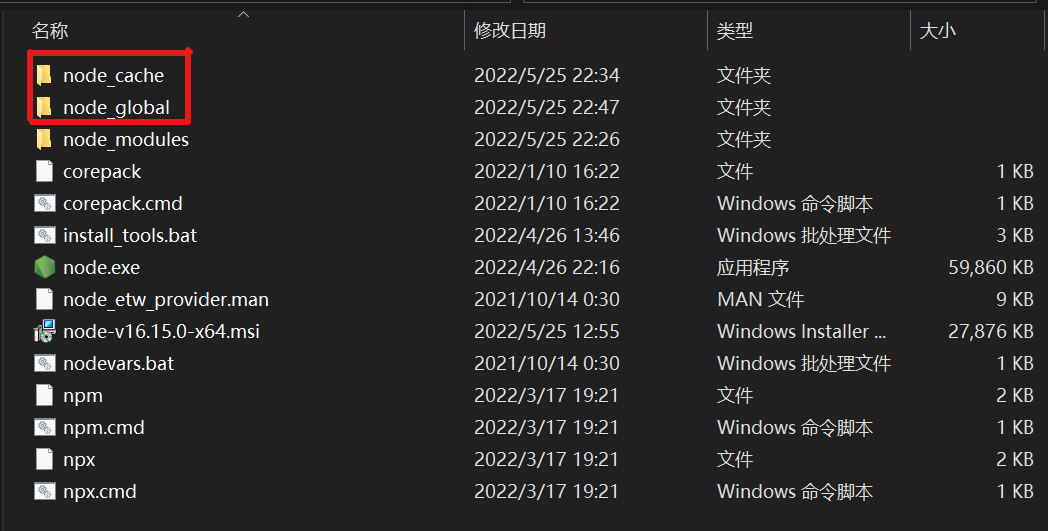 名称 修改日期 类型 大小
node_cache 2022/5/25 22:34 文件夹
node_global 2022/5/25 22:47 文件夹
node_modules 2022/5/25 22:26 文件夹
corepack 2022/1/10 16:22 文件 1 KB
corepack.cmd 2022/1/10 16:22 Windows 命令脚本 1 KB
install_tools.bat 2022/4/26 13:46 Windows 批处理文件 3 KB
node.exe 2022/4/26 22:16 应用程序 59,860 KB
node_etw_provider.man 2021/10/14 0:30 MAN 文件 9 KB
node-v16.15.0-x64.msi 2022/5/25 12:55 Windows Installer ... 27,876 KB
nodevars.bat 2021/10/14 0:30 Windows 批处理文件 1 KB
npm 2022/3/17 19:21 文件 2 KB
npm.cmd 2022/3/17 19:21 Windows 命令脚本 1 KB
npx 2022/3/17 19:21 文件 2 KB
npx.cmd 2022/3/17 19:21 Windows 命令脚本 1 KB